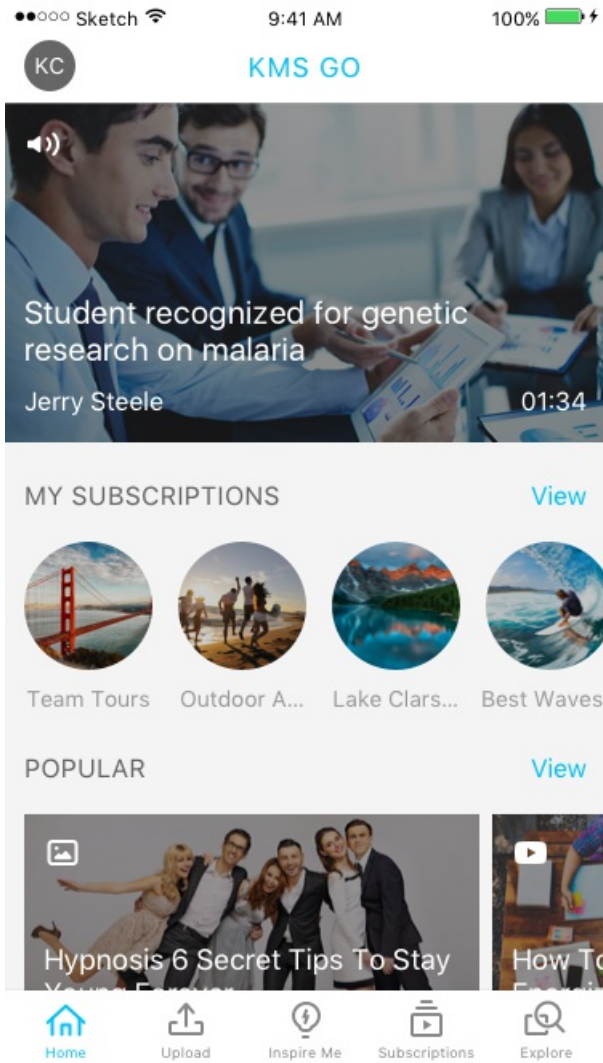 Sketch 9:41 AM 100%
KC KMS GO
Student recognized for genetic
research on malaria
Jerry Steele 01:34
MY SUBSCRIPTIONS View
Team Tours Outdoor A... Lake Clars... Best Waves
POPULAR View
Hypnosis 6 Secret Tips To Stay How To
Young Forever
Home Upload Inspire Me Subscriptions Explore